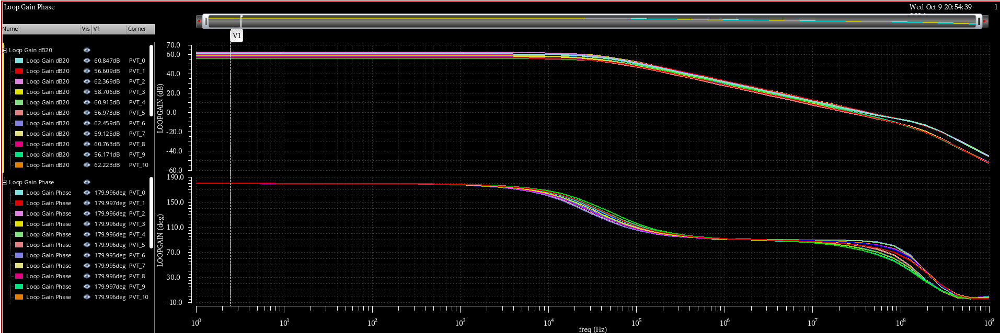 Loop Gain Phase
Wed Oct 9 20:54:39
1
Name Vis V1 Corner
V1
Loop Gain dB20
Loop Gain dB20 60.847dB PVT_0
Loop Gain dB20 56.609dB PVT_1
Loop Gain dB20 62.369dB PVT_2
Loop Gain dB20 58.706dB PVT_3
Loop Gain dB20 60.915dB PVT_4
Loop Gain dB20 56.973dB PVT_5
Loop Gain dB20 62.459dB PVT_6
Loop Gain dB20 59.125dB PVT_7
Loop Gain dB20 60.763dB PVT_8
Loop Gain dB20 56.171dB PVT_9
Loop Gain dB20 62.223dB PVT_10
Loop Gain Phase
Loop Gain Phase 179.996deg PVT_0
Loop Gain Phase 179.997deg PVT_1
Loop Gain Phase 179.996deg PVT_2
Loop Gain Phase 179.996deg PVT_3
Loop Gain Phase 179.996deg PVT_4
Loop Gain Phase 179.996deg PVT_5
Loop Gain Phase 179.995deg PVT_6
Loop Gain Phase 179.995deg PVT_7
Loop Gain Phase 179.996deg PVT_8
Loop Gain Phase 179.997deg PVT_9
Loop Gain Phase 179.996deg PVT_10
LOOPGAIN (dB)
70.0
60.0
40.0
20.0
0.0
-20.0
-40.0
-60.0
LOOPGAIN (deg)
190.0
150.0
110.0
70.0
30.0
-10.0
10⁰ 10¹ 10² 10³ 10⁴ 10⁵ 10⁶ 10⁷ 10⁸ 10⁹
freq (Hz)